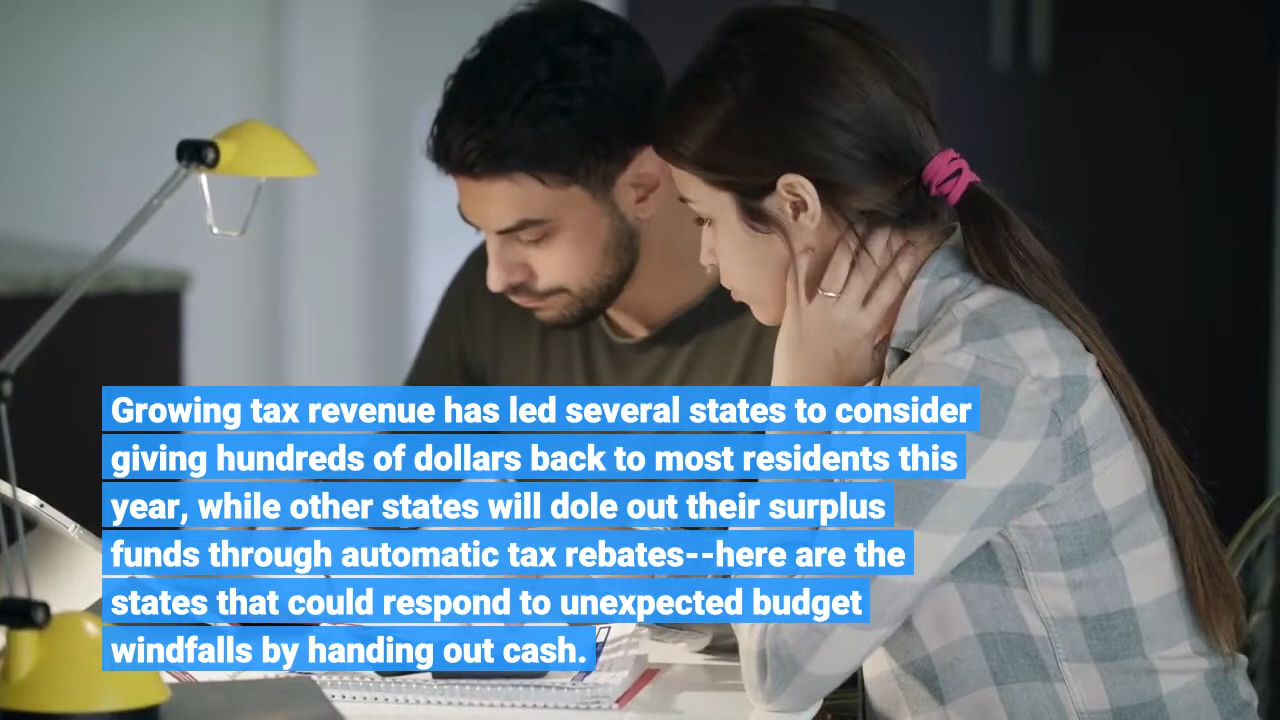 Growing tax revenue has led several states to consider
giving hundreds of dollars back to most residents this
year, while other states will dole out their surplus
funds through automatic tax rebates--here are the
states that could respond to unexpected budget
windfalls by handing out cash.